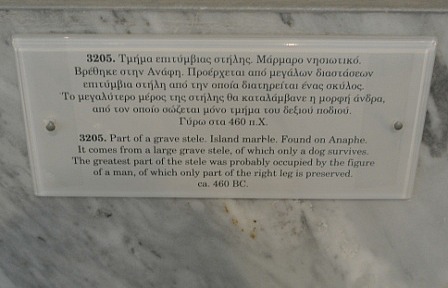 3205. Τμήμα επιτύμβιας στήλης. Μάρμαρο νησιωτικό.
Βρέθηκε στην Ανάφη. Προέρχεται από μεγάλων διαστάσεων
επιτύμβια στήλη από την οποία διατηρείται ένας σκύλος.
Το μεγαλύτερο μέρος της στήλης θα καταλάμβανε η μορφή άνδρα,
από τον οποίο σώζεται μόνο τμήμα του δεξιού ποδιού.
Γύρω στα 460 π.Χ.
3205. Part of a grave stele. Island marble. Found on Anaphe.
It comes from a large grave stele, of which only a dog survives.
The greatest part of the stele was probably occupied by the figure
of a man, of which only part of the right leg is preserved.
ca. 460 BC.